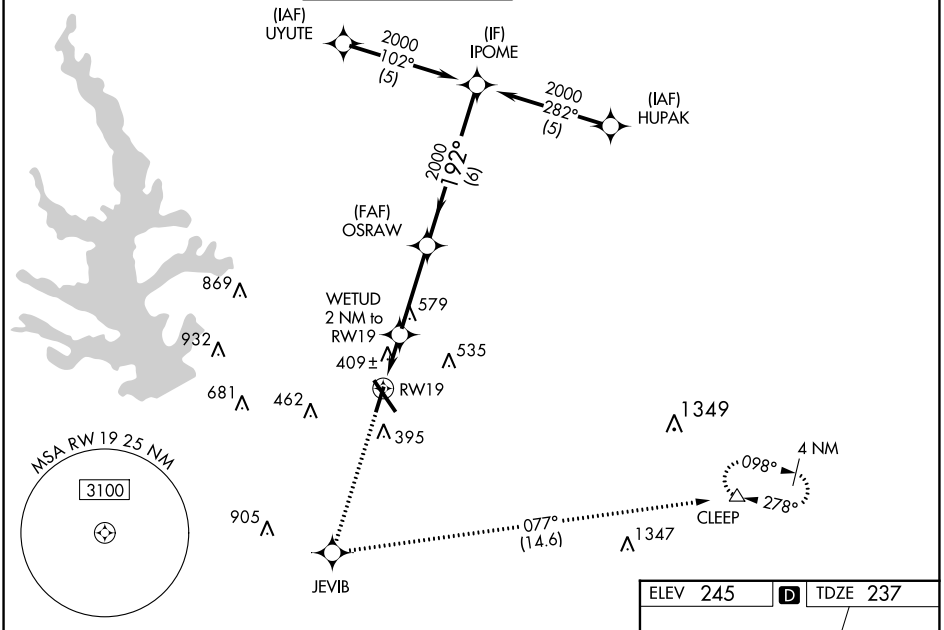 (IAF)
UYUTE
2000
102°
(5)
(IF)
IPOME
2000
282°
(5)
(IAF)
HUPAK
2000
192°
(6)
(FAF)
OSRAW
869
WETUD
2 NM to
RW19
579
932
409±
535
RW19
681
462
395
1349
MSA RW 19 25 NM
3100
4 NM
098°
278°
CLEEP
905
077°
(14.6)
1347
JEVIB
ELEV 245 D TDZE 237